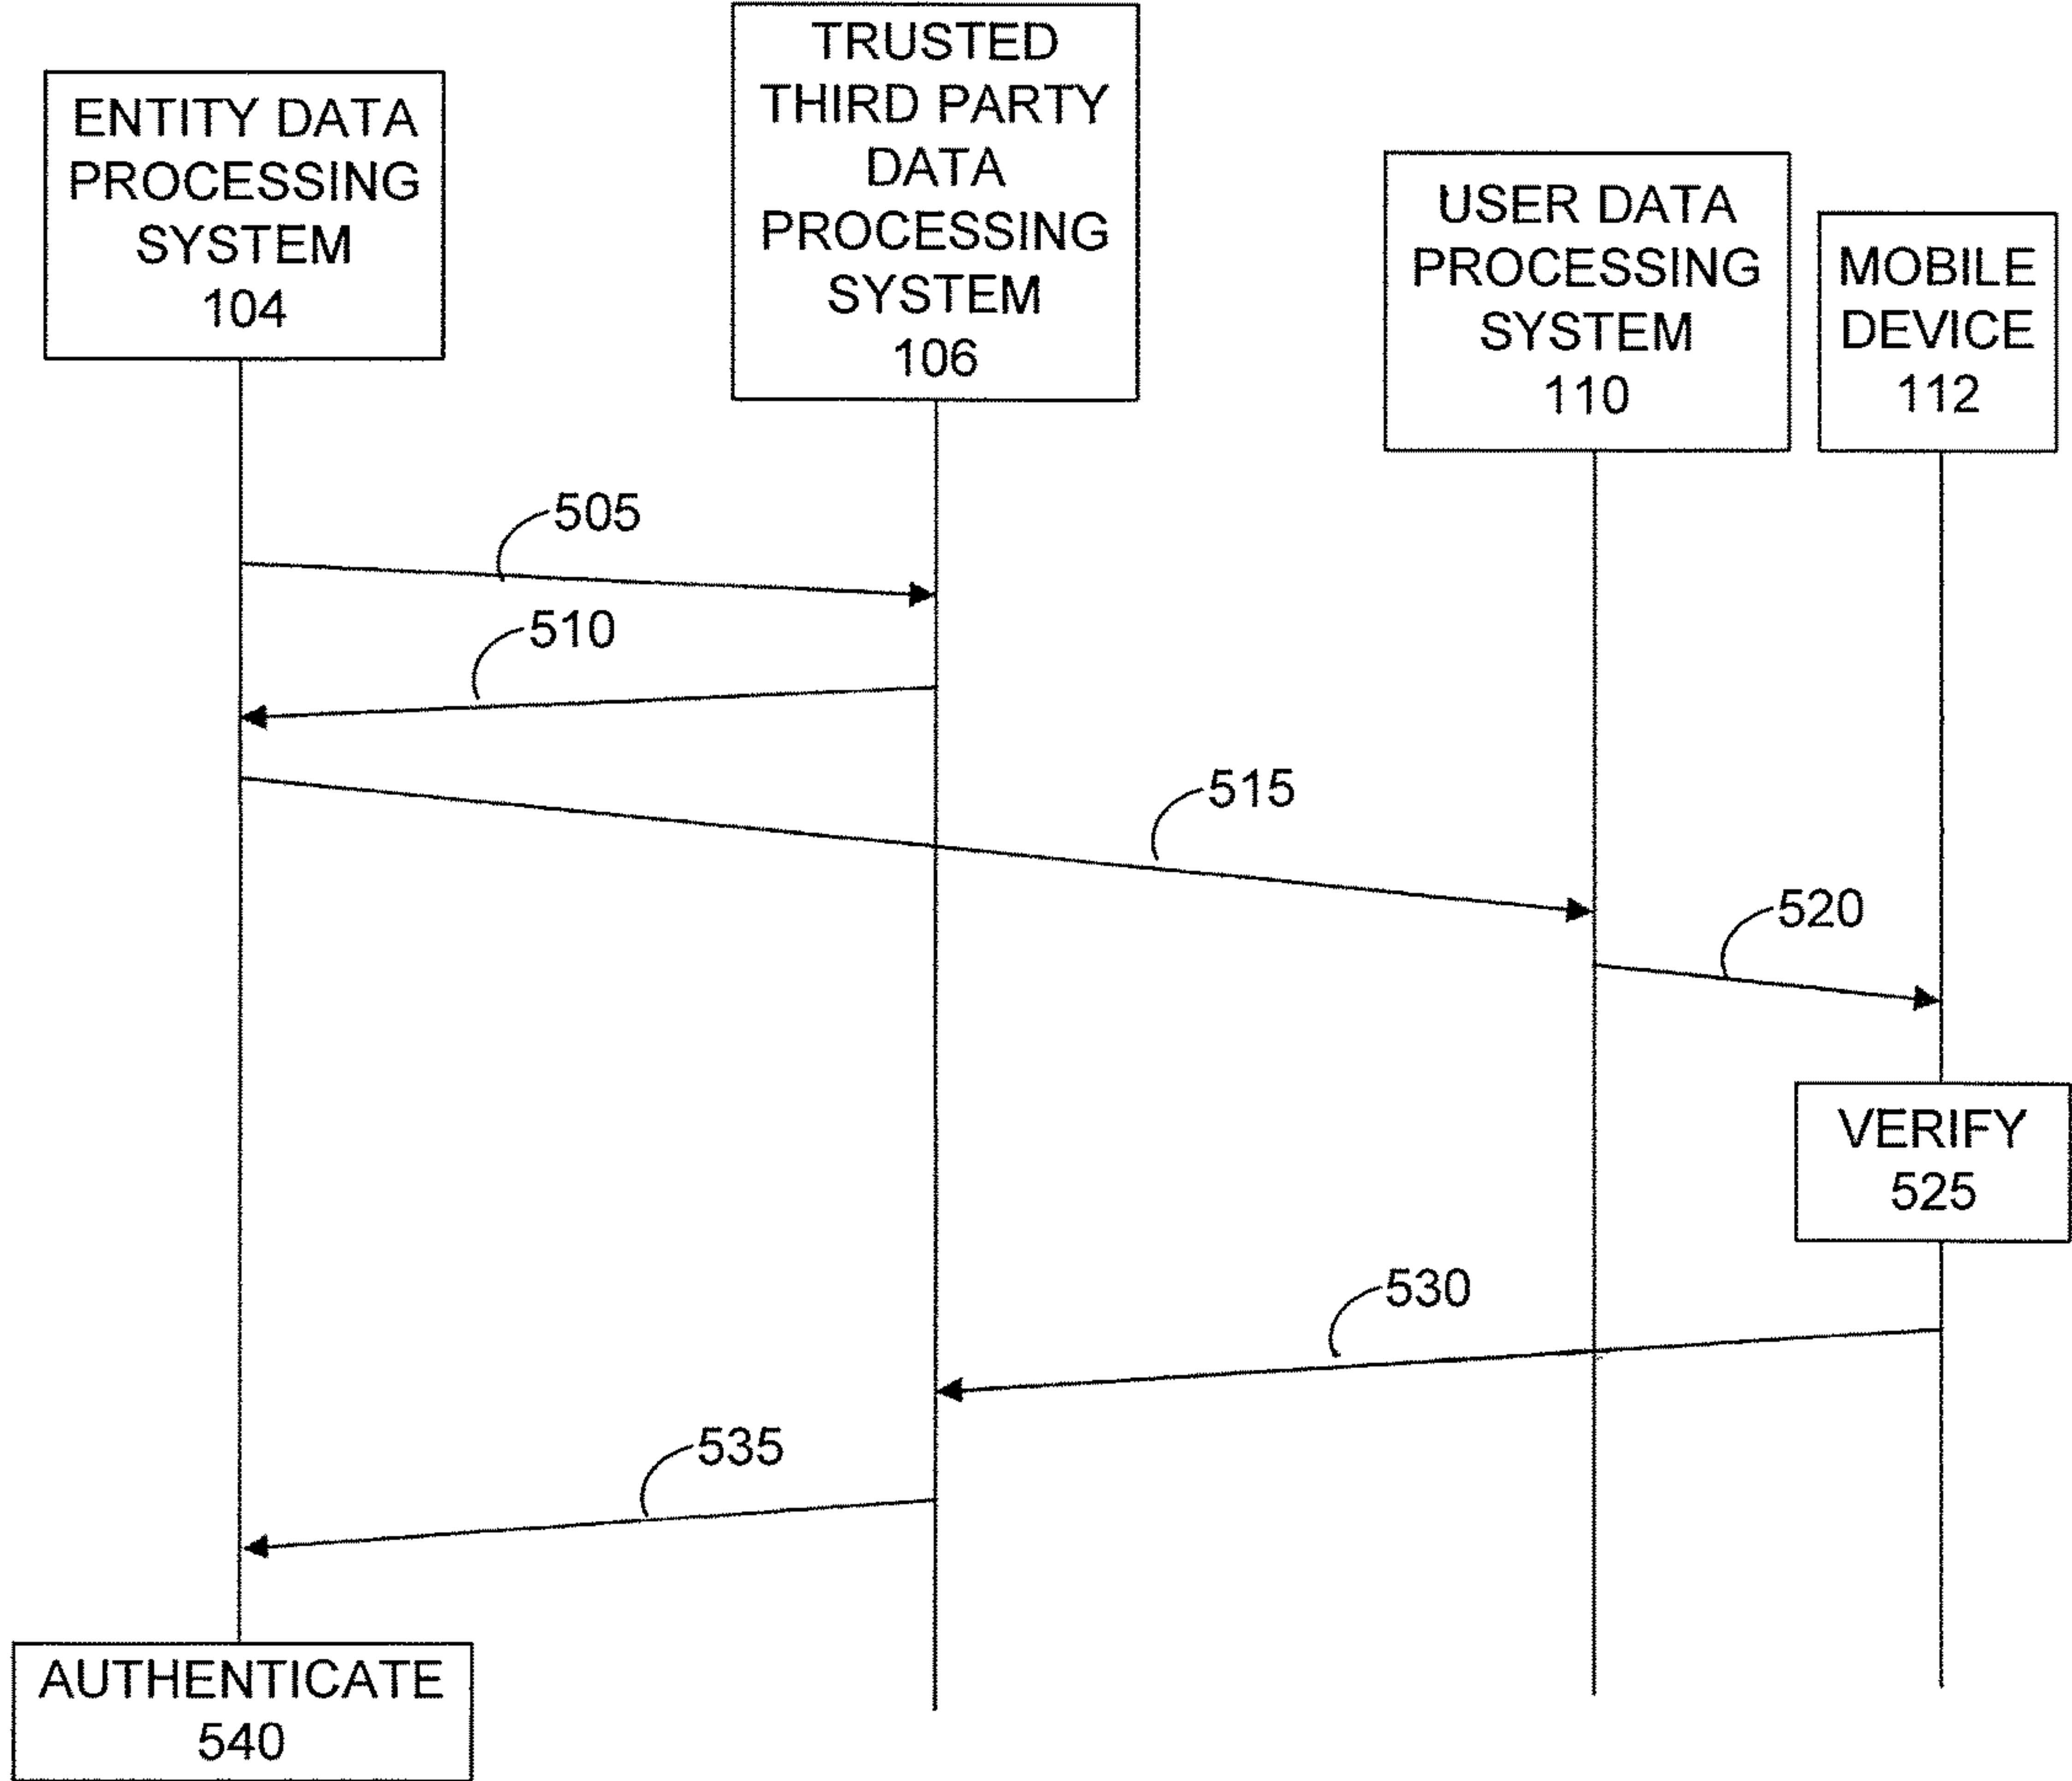 ENTITY DATA
PROCESSING
SYSTEM
104
TRUSTED
THIRD PARTY
DATA
PROCESSING
SYSTEM
106
USER DATA
PROCESSING
SYSTEM
110
MOBILE
DEVICE
112
505
510
515
520
VERIFY
525
530
535
AUTHENTICATE
540